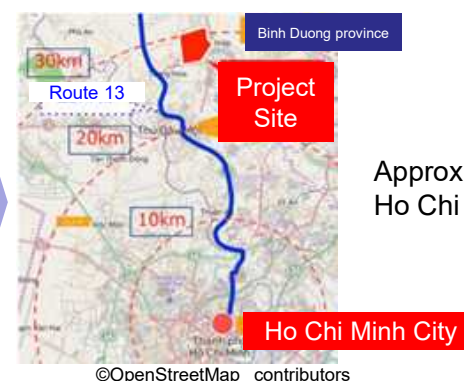 Binh Duong province
30km
Project
Site
Route 13
20km
10km
Approx
Ho Chi
Ho Chi Minh City
©OpenStreetMap contributors